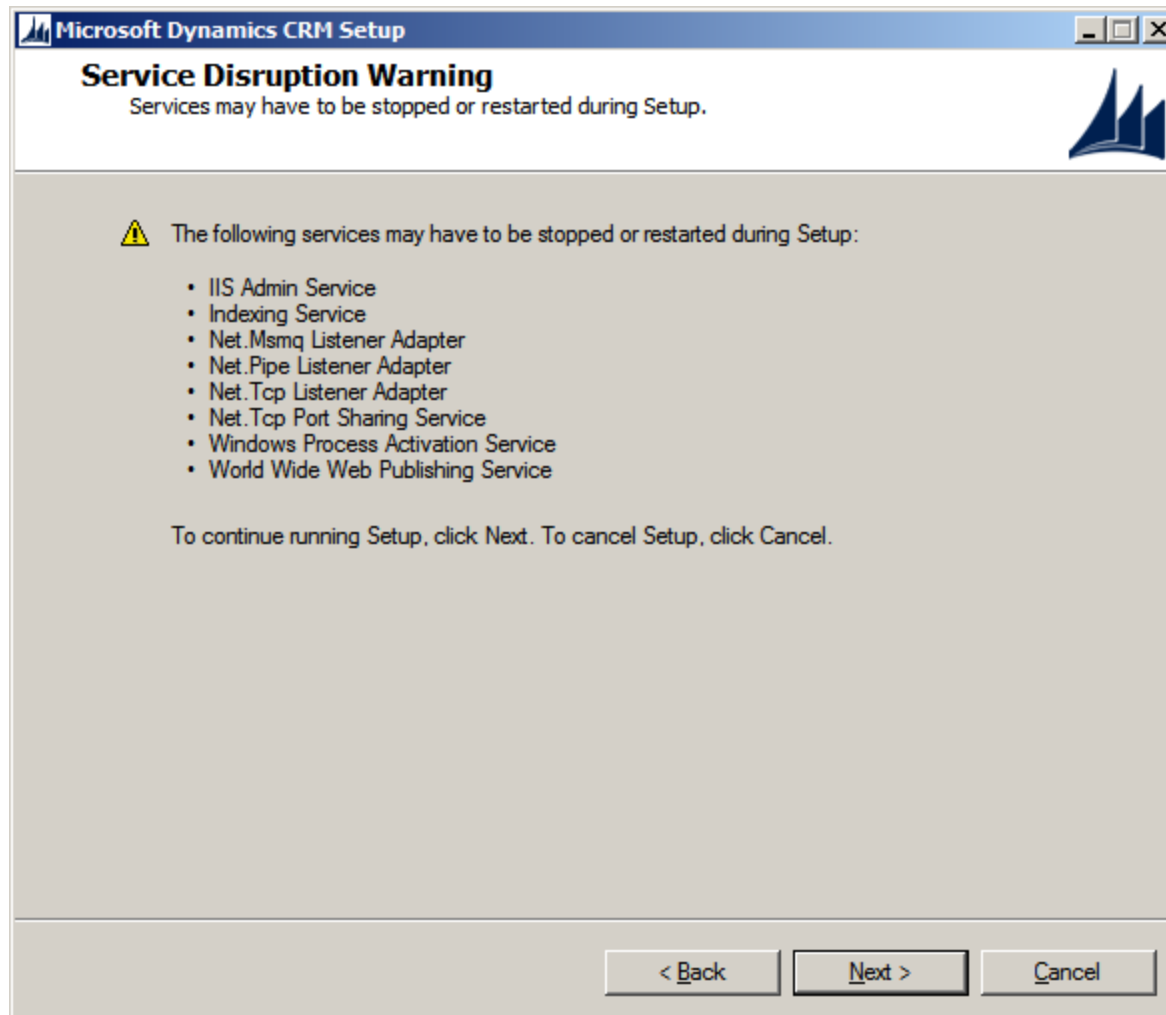 Microsoft Dynamics CRM Setup
Service Disruption Warning
Services may have to be stopped or restarted during Setup.
The following services may have to be stopped or restarted during Setup:
• IIS Admin Service
• Indexing Service
• Net.Msmq Listener Adapter
• Net.Pipe Listener Adapter
• Net.Tcp Listener Adapter
• Net.Tcp Port Sharing Service
• Windows Process Activation Service
• World Wide Web Publishing Service
To continue running Setup, click Next. To cancel Setup, click Cancel.
< Back Next > Cancel